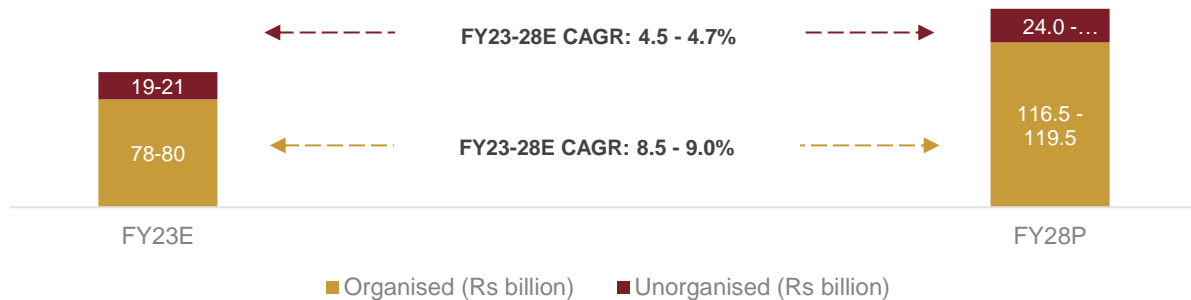 FY23-28E CAGR: 4.5 - 4.7%
24.0 -…
19-21
116.5 -
119.5
78-80
FY23-28E CAGR: 8.5 - 9.0%
FY23E
FY28P
Organised (Rs billion)
Unorganised (Rs billion)